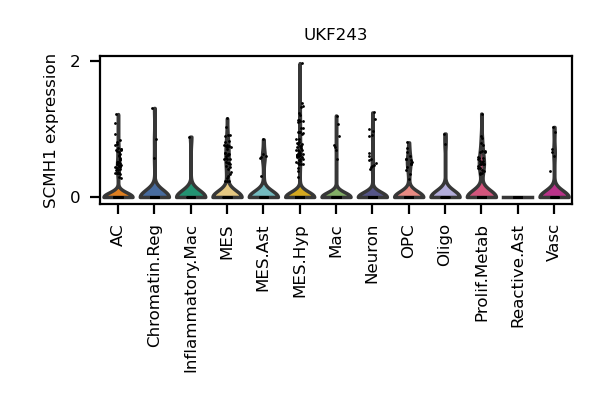 UKF243
SCMH1 expression
2
0
AC
Chromatin.Reg
Inflammatory.Mac
MES
MES.Ast
MES.Hyp
Mac
Neuron
OPC
Oligo
Prolif.Metab
Reactive.Ast
Vasc